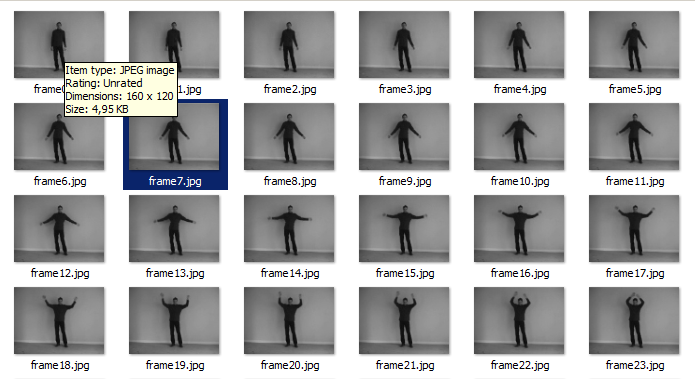 frame
1.jpg
frame2.jpg
frame3.jpg
frame4.jpg
frame5.jpg
Item type: JPEG image
Rating: Unrated
Dimensions: 160 x 120
Size: 4,95 KB
frame6.jpg
frame7.jpg
frame8.jpg
frame9.jpg
frame10.jpg
frame11.jpg
frame12.jpg
frame13.jpg
frame14.jpg
frame15.jpg
frame16.jpg
frame17.jpg
frame18.jpg
frame19.jpg
frame20.jpg
frame21.jpg
frame22.jpg
frame23.jpg